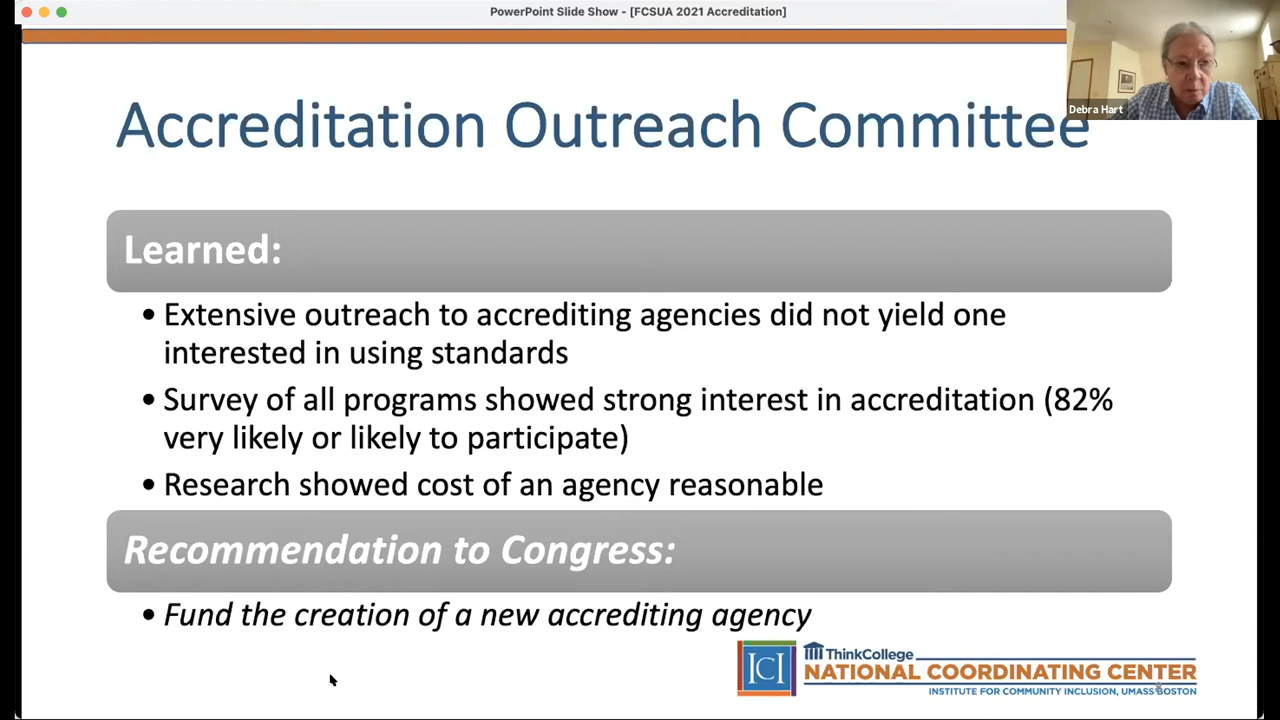 PowerPoint Slide Show - [FCSUA 2021 Accreditation]
Debra Hart
Accreditation Outreach Committee
Learned:
• Extensive outreach to accrediting agencies did not yield one
interested in using standards
• Survey of all programs showed strong interest in accreditation (82%
very likely or likely to participate)
• Research showed cost of an agency reasonable
Recommendation to Congress:
• Fund the creation of a new accrediting agency
ICI
ThinkCollege
NATIONAL COORDINATING CENTER
INSTITUTE FOR COMMUNITY INCLUSION, UMASS BOSTON